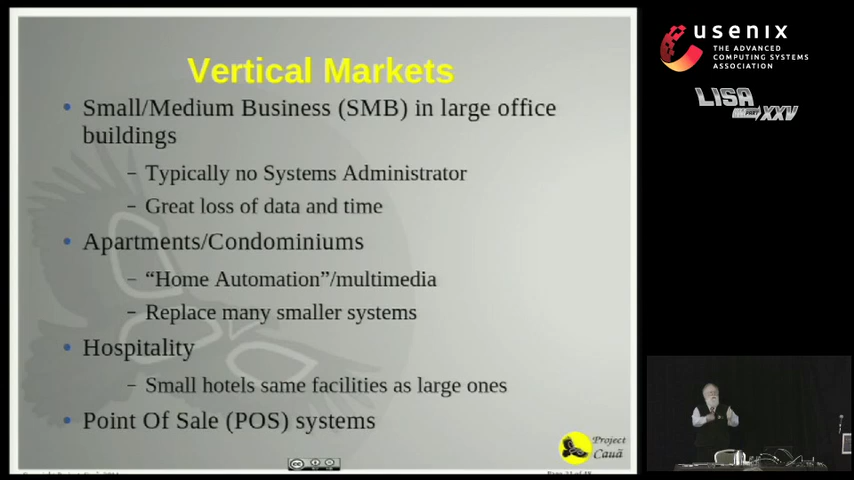 Vertical Markets
• Small/Medium Business (SMB) in large office
buildings
– Typically no Systems Administrator
– Great loss of data and time
• Apartments/Condominiums
– “Home Automation”/multimedia
– Replace many smaller systems
• Hospitality
– Small hotels same facilities as large ones
• Point Of Sale (POS) systems
Project
Cauã
usenix
THE ADVANCED
COMPUTING SYSTEMS
ASSOCIATION
LISA
XXV